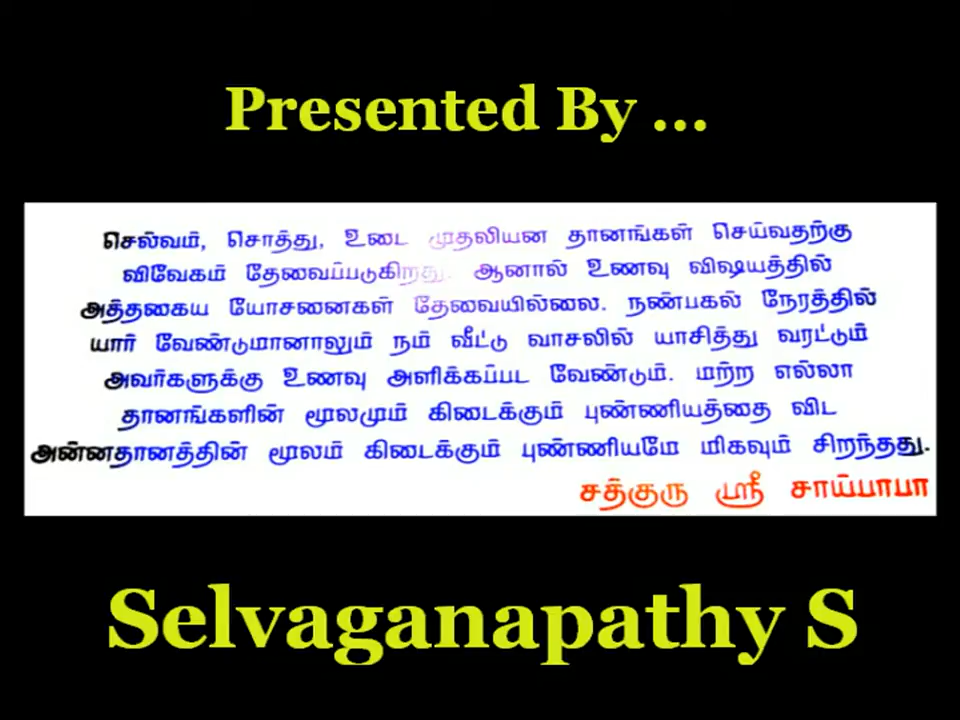 Presented By ...
செல்வம், சொத்து, உடை முதலியன தானங்கள் செய்வதற்கு
விவேகம் தேவைப்படுகிறது. ஆனால் உணவு விஷயத்தில்
அத்தகைய யோசனைகள் தேவையில்லை. நண்பகல் நேரத்தில்
யார் வேண்டுமானாலும் நம் வீட்டு வாசலில் யாசித்து வரட்டும்
அவர்களுக்கு உணவு அளிக்கப்பட வேண்டும். மற்ற எல்லா
தானங்களின் மூலமும் கிடைக்கும் புண்ணியத்தை விட
அன்னதானத்தின் மூலம் கிடைக்கும் புண்ணியமே மிகவும் சிறந்தது.
சத்குரு ஸ்ரீ சாய்பாபா
Selvaganapathy S